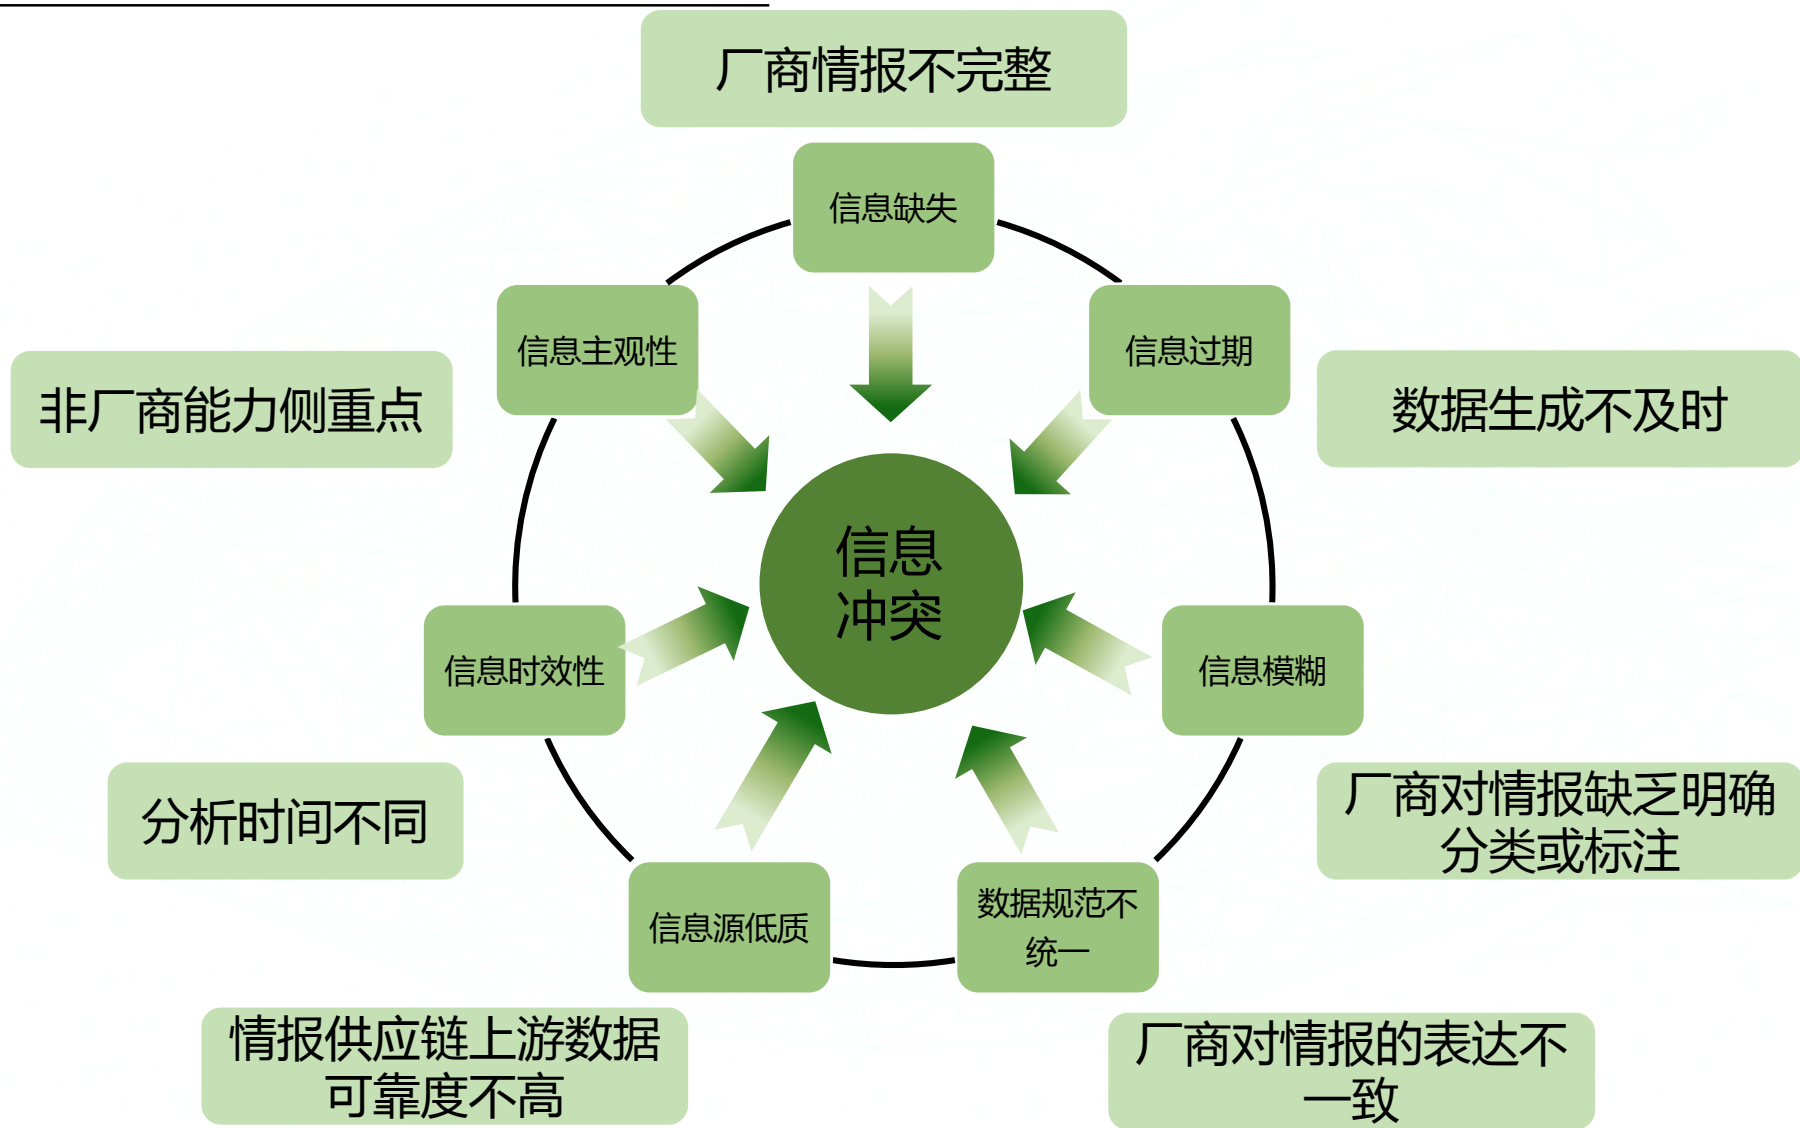 厂商情报不完整
信息缺失
信息主观性
信息过期
非厂商能力侧重点
数据生成不及时
信息
冲突
信息时效性
信息模糊
分析时间不同
厂商对情报缺乏明确
分类或标注
信息源低质
数据规范不
统一
情报供应链上游数据
可靠度不高
厂商对情报的表达不
一致